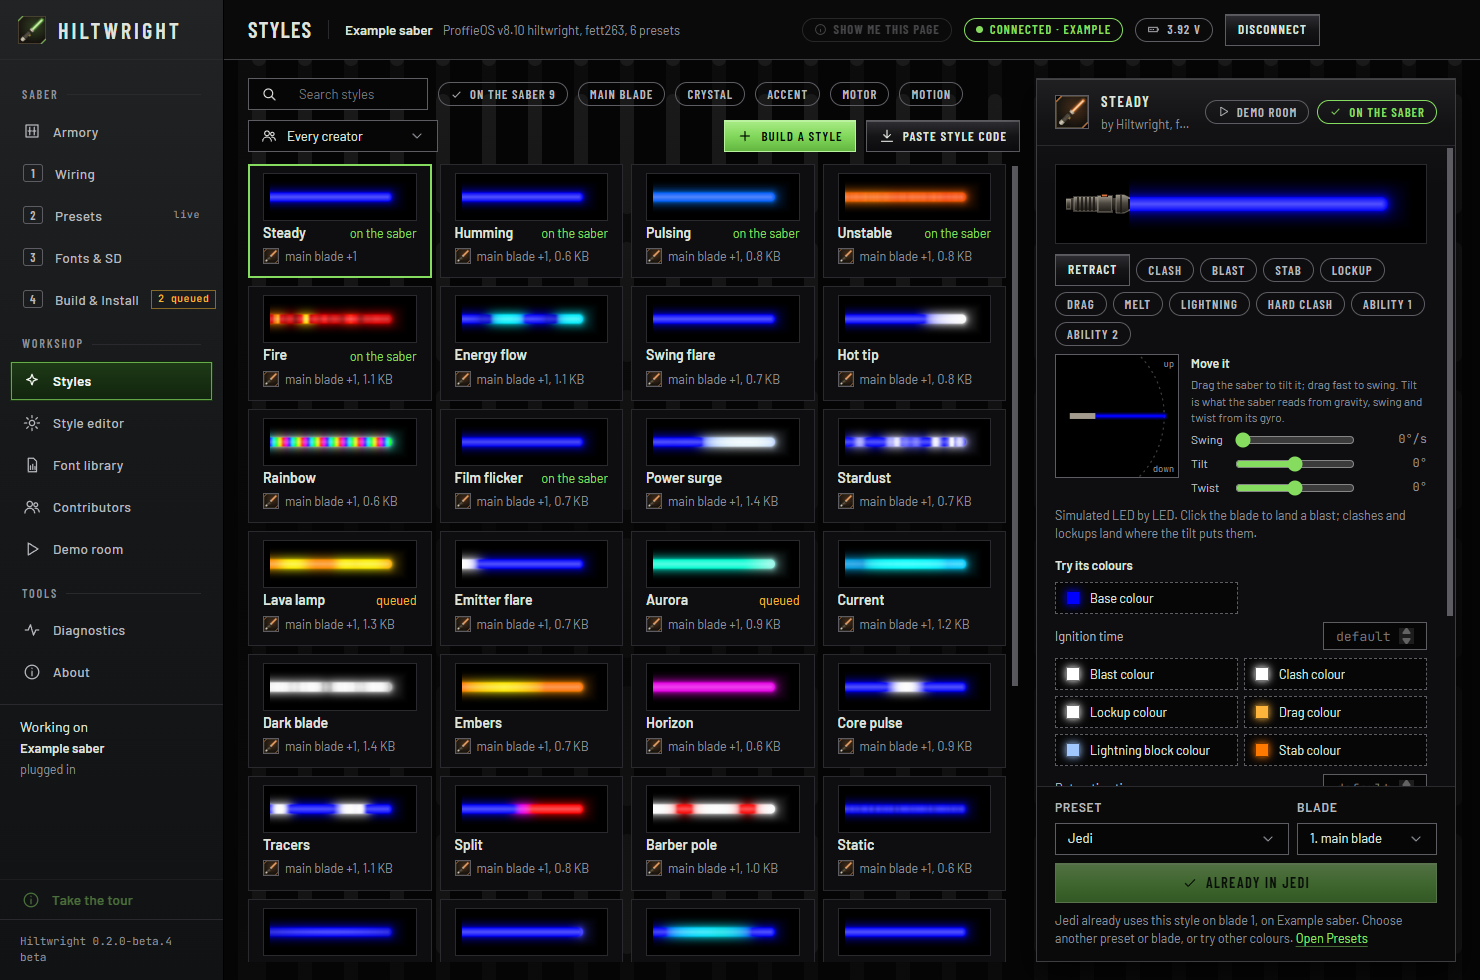 HILTWRIGHT
STYLES
Example saber
ProffieOS v8.10 hiltwright, fett263, 6 presets
SHOW ME THIS PAGE
CONNECTED · EXAMPLE
3.92 V
DISCONNECT
SABER
Armory
1 Wiring
2 Presets live
3 Fonts & SD
4 Build & Install 2 queued
WORKSHOP
Styles
Style editor
Font library
Contributors
Demo room
TOOLS
Diagnostics
About
Working on
Example saber
plugged in
Take the tour
Hiltwright 0.2.0-beta.4
beta
Search styles
ON THE SABER 9
MAIN BLADE
CRYSTAL
ACCENT
MOTOR
MOTION
Every creator
BUILD A STYLE
PASTE STYLE CODE
Steady on the saber
main blade +1
Humming on the saber
main blade +1, 0.6 KB
Pulsing on the saber
main blade +1, 0.8 KB
Unstable on the saber
main blade +1, 0.8 KB
Fire on the saber
main blade +1, 1.1 KB
Energy flow
main blade +1, 1.1 KB
Swing flare
main blade +1, 0.7 KB
Hot tip
main blade +1, 0.8 KB
Rainbow
main blade +1, 0.6 KB
Film flicker on the saber
main blade +1, 0.7 KB
Power surge
main blade +1, 1.4 KB
Stardust
main blade +1, 0.7 KB
Lava lamp queued
main blade +1, 1.3 KB
Emitter flare
main blade +1, 0.7 KB
Aurora queued
main blade +1, 0.9 KB
Current
main blade +1, 1.2 KB
Dark blade
main blade +1, 1.4 KB
Embers
main blade +1, 0.7 KB
Horizon
main blade +1, 0.6 KB
Core pulse
main blade +1, 0.9 KB
Tracers
main blade +1, 1.1 KB
Split
main blade +1, 0.8 KB
Barber pole
main blade +1, 1.0 KB
Static
main blade +1, 0.6 KB
STEADY
by Hiltwright, f...
DEMO ROOM
ON THE SABER
RETRACT
CLASH
BLAST
STAB
LOCKUP
DRAG
MELT
LIGHTNING
HARD CLASH
ABILITY 1
ABILITY 2
up
down
Move it
Drag the saber to tilt it; drag fast to swing. Tilt
is what the saber reads from gravity, swing and
twist from its gyro.
Swing 0°/s
Tilt 0°
Twist 0°
Simulated LED by LED. Click the blade to land a blast; clashes and
lockups land where the tilt puts them.
Try its colours
Base colour
Ignition time default
Blast colour
Clash colour
Lockup colour
Drag colour
Lightning block colour
Stab colour
PRESET
BLADE
Jedi
1. main blade
ALREADY IN JEDI
Jedi already uses this style on blade 1, on Example saber. Choose
another preset or blade, or try other colours. Open Presets